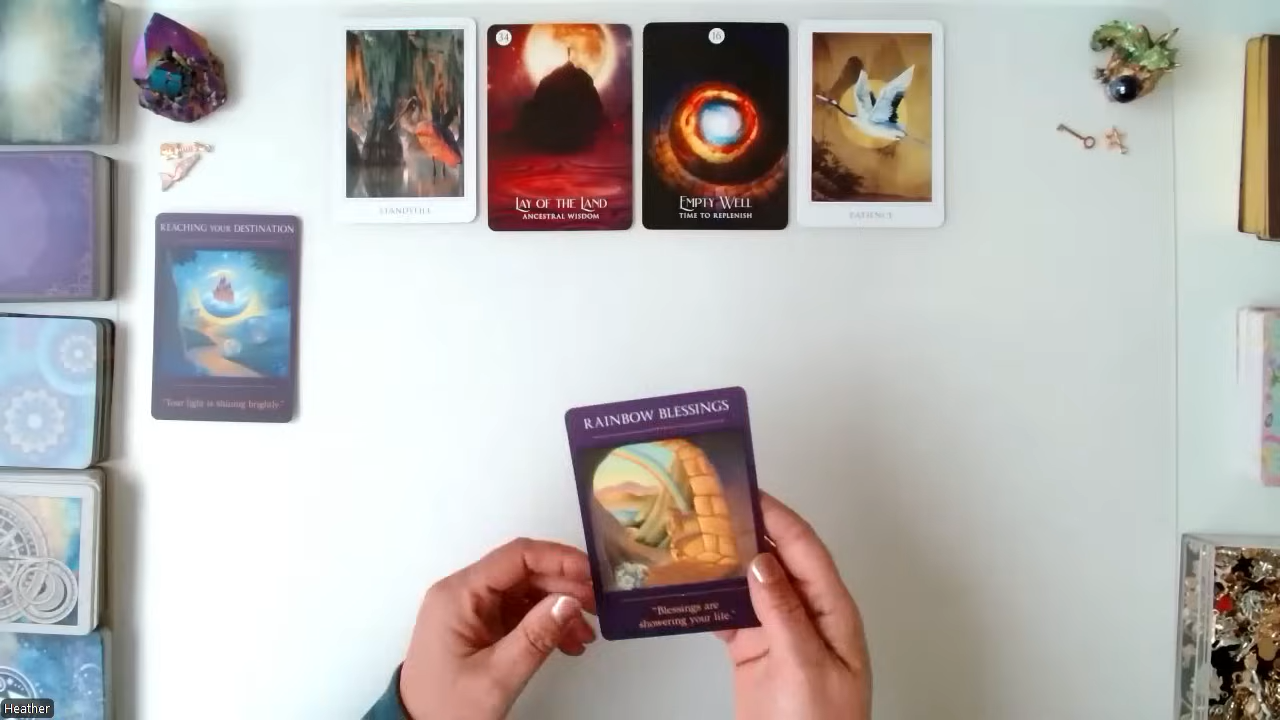 STANDSTILL
34
LAY OF THE LAND
ANCESTRAL WISDOM
16
EMPTY WELL
TIME TO REPLENISH
PATIENCE
REACHING YOUR DESTINATION
"Your light is shining brightly."
RAINBOW BLESSINGS
"Blessings are
showering your life."
Heather